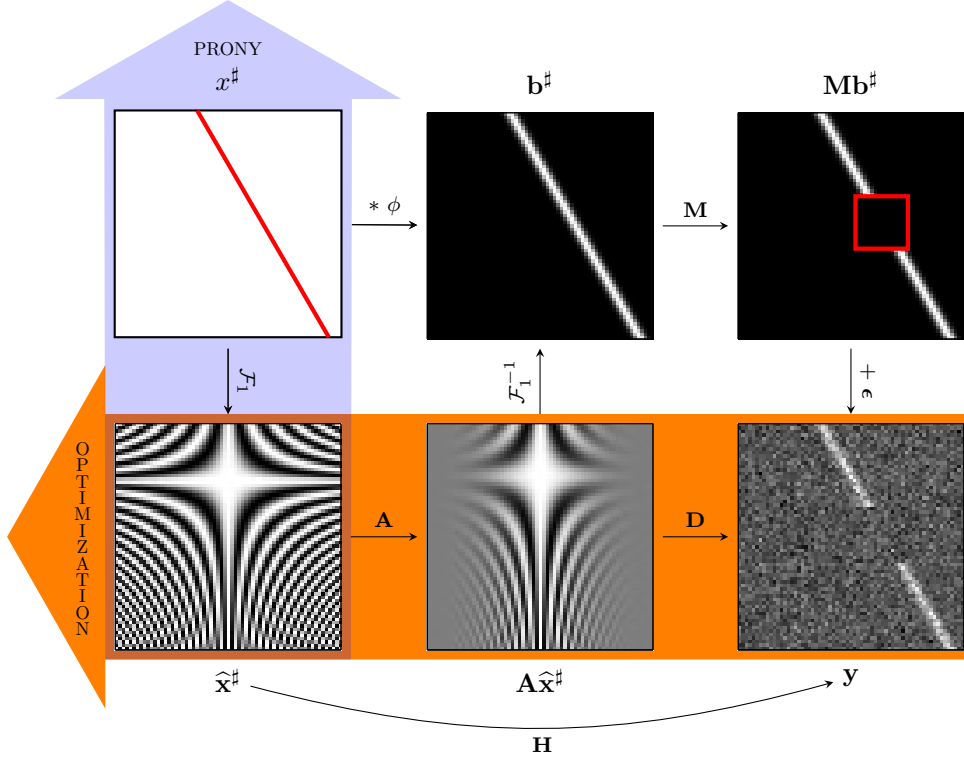 PRONY
x♯
b♯
Mb♯
∗ ϕ
M
ℱ₁
ℱ₁⁻¹
+ ϵ
OPTIMIZATION
A
D
x̂♯
Ax̂♯
y
H